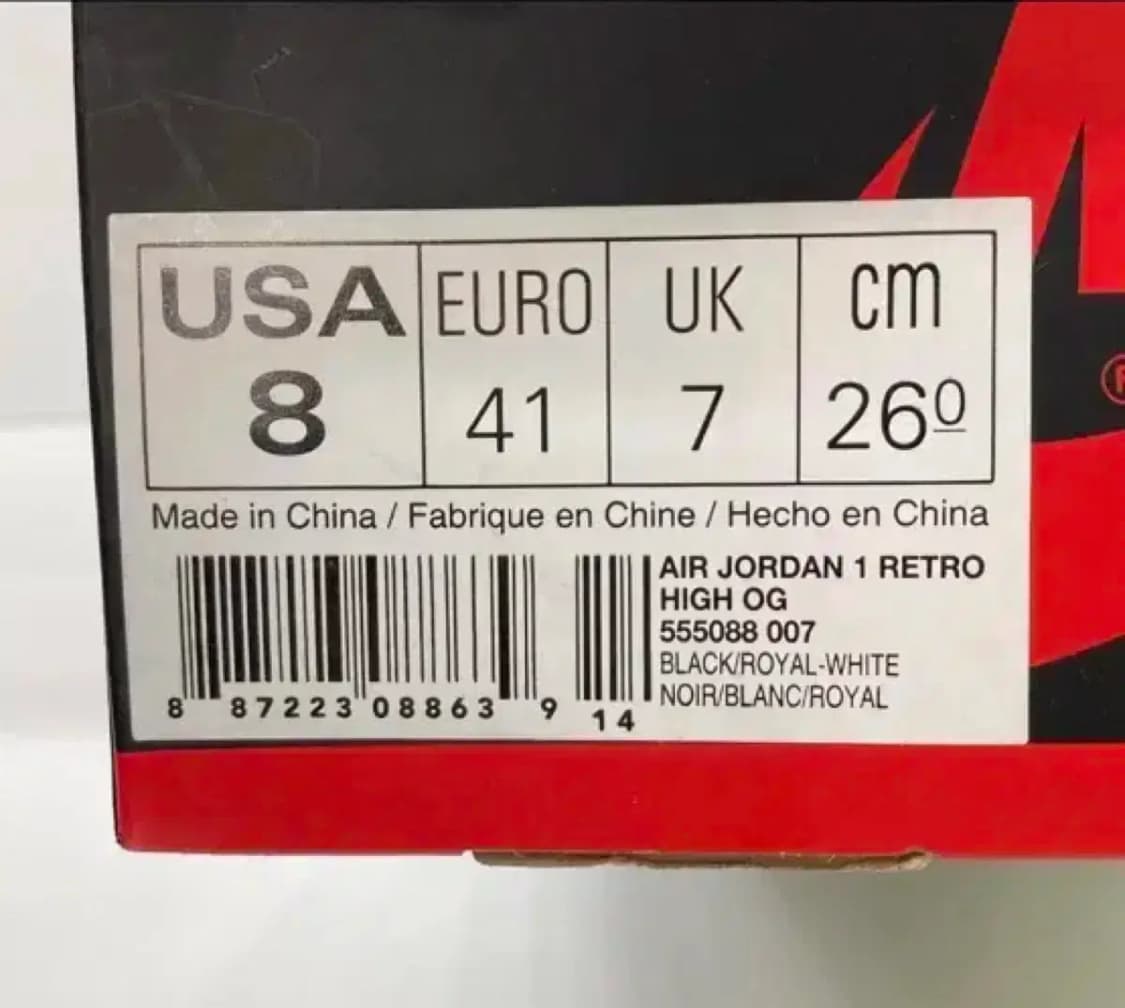 USA EURO UK cm
8 41 7 26⁰
Made in China / Fabrique en Chine / Hecho en China
AIR JORDAN 1 RETRO
HIGH OG
555088 007
BLACK/ROYAL-WHITE
NOIR/BLANC/ROYAL
8 87223 08863 9 14
®